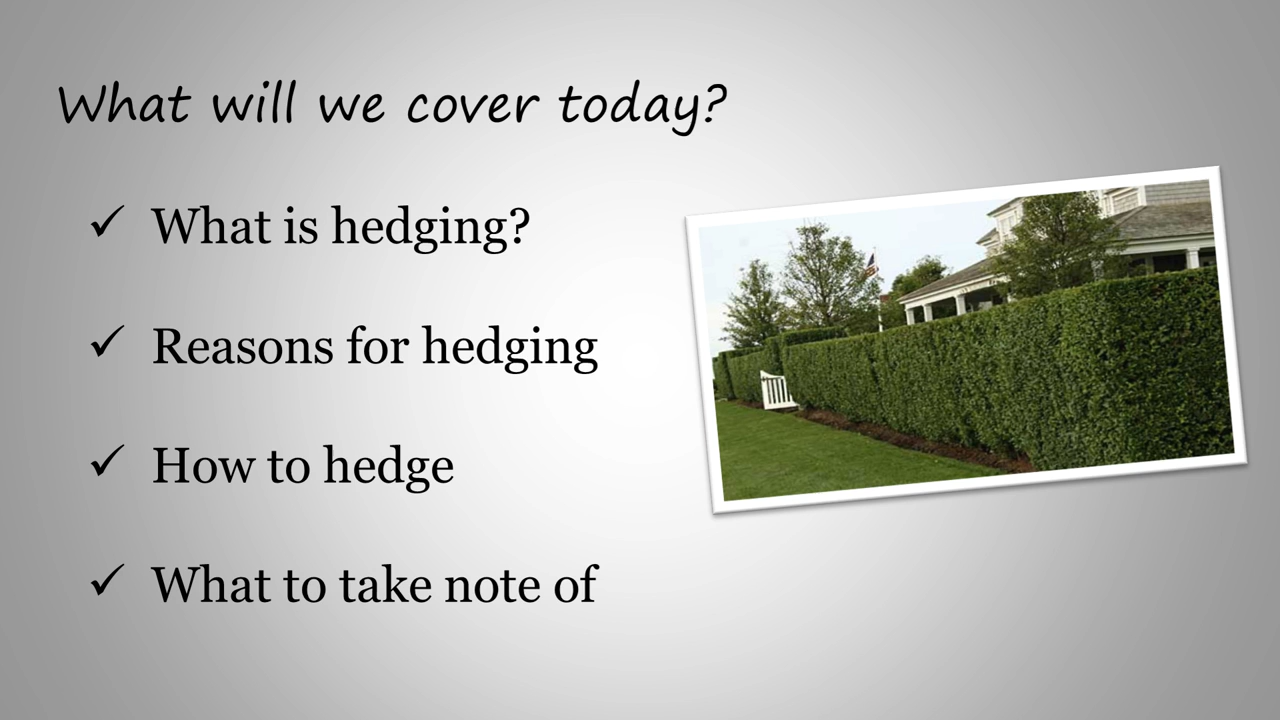 What will we cover today?
✓ What is hedging?
✓ Reasons for hedging
✓ How to hedge
✓ What to take note of